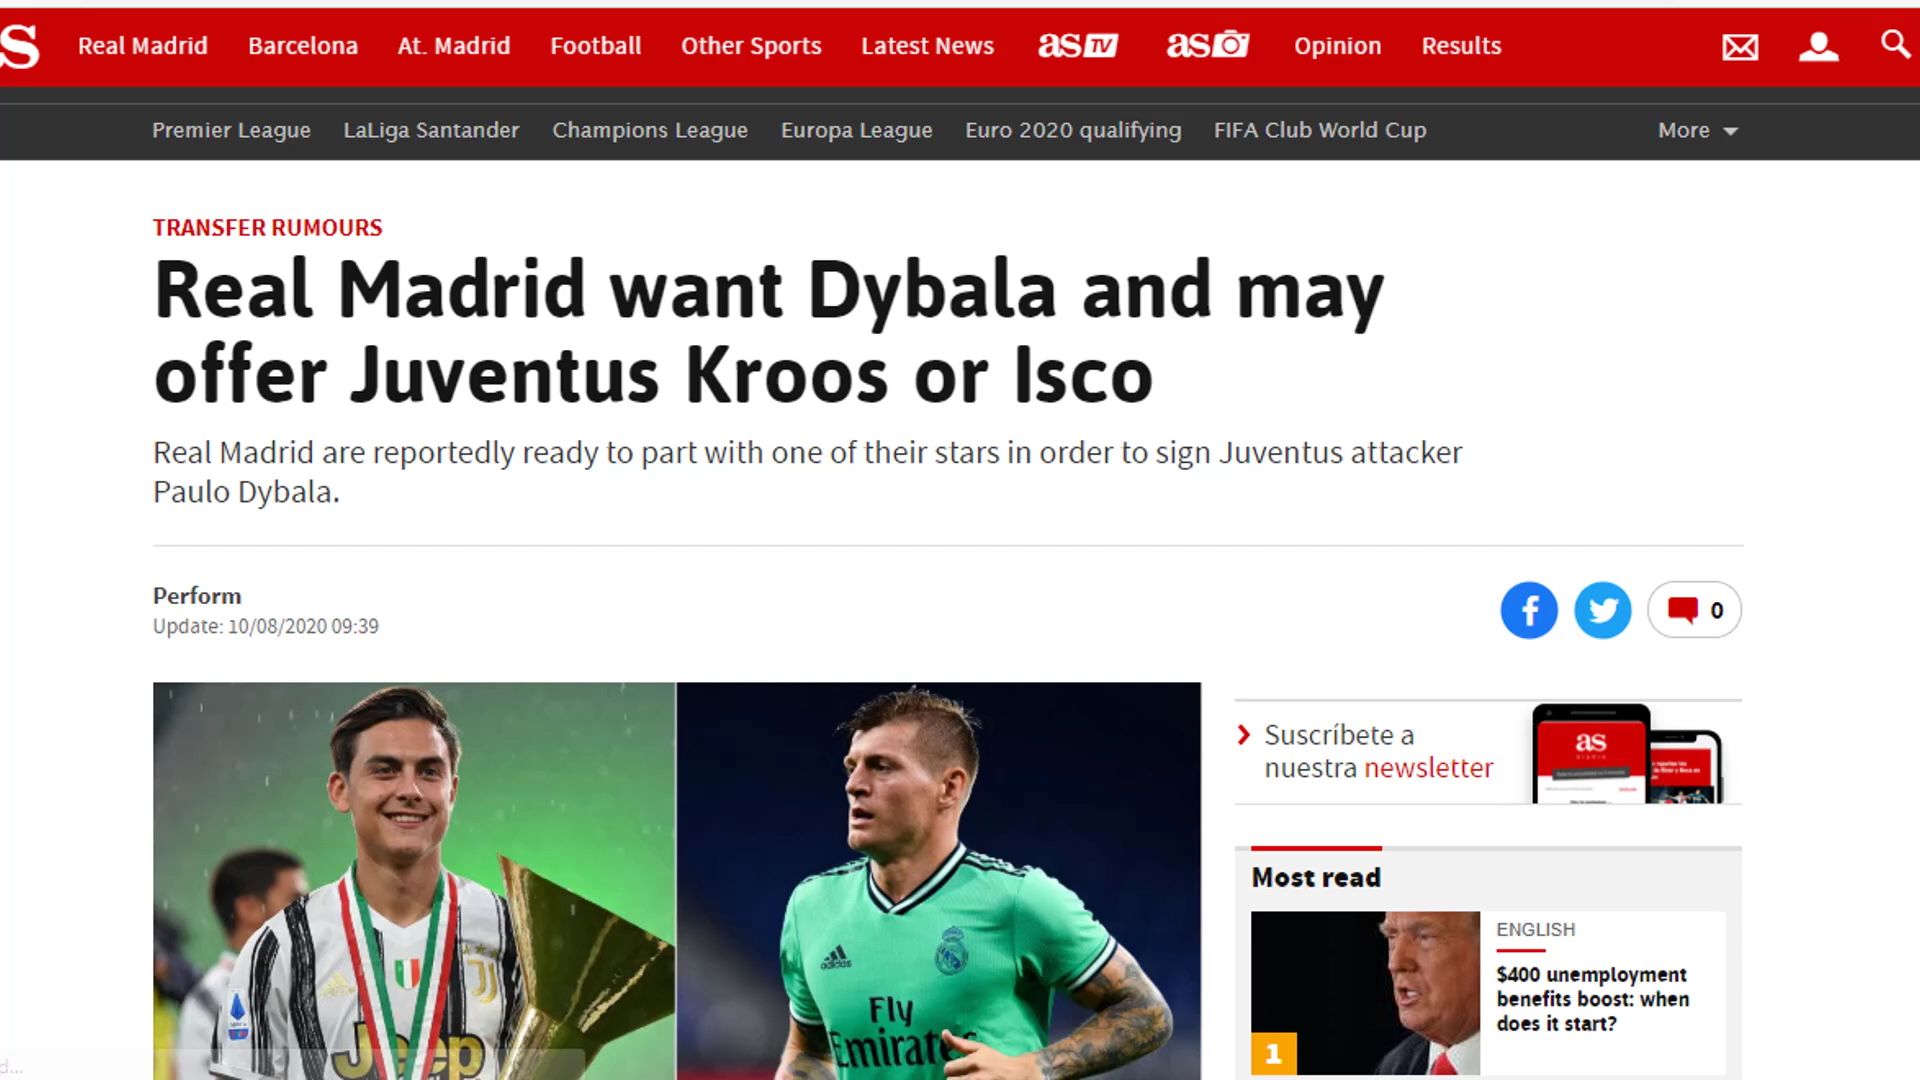 S Real Madrid Barcelona At. Madrid Football Other Sports Latest News as TV as Opinion Results
Premier League LaLiga Santander Champions League Europa League Euro 2020 qualifying FIFA Club World Cup More
TRANSFER RUMOURS
Real Madrid want Dybala and may
offer Juventus Kroos or Isco
Real Madrid are reportedly ready to part with one of their stars in order to sign Juventus attacker
Paulo Dybala.
Perform
Update: 10/08/2020 09:39
0
Suscríbete a
nuestra newsletter
as
Most read
ENGLISH
$400 unemployment
benefits boost: when
does it start?
1
Jeep
adidas
Fly
Emirates
d...